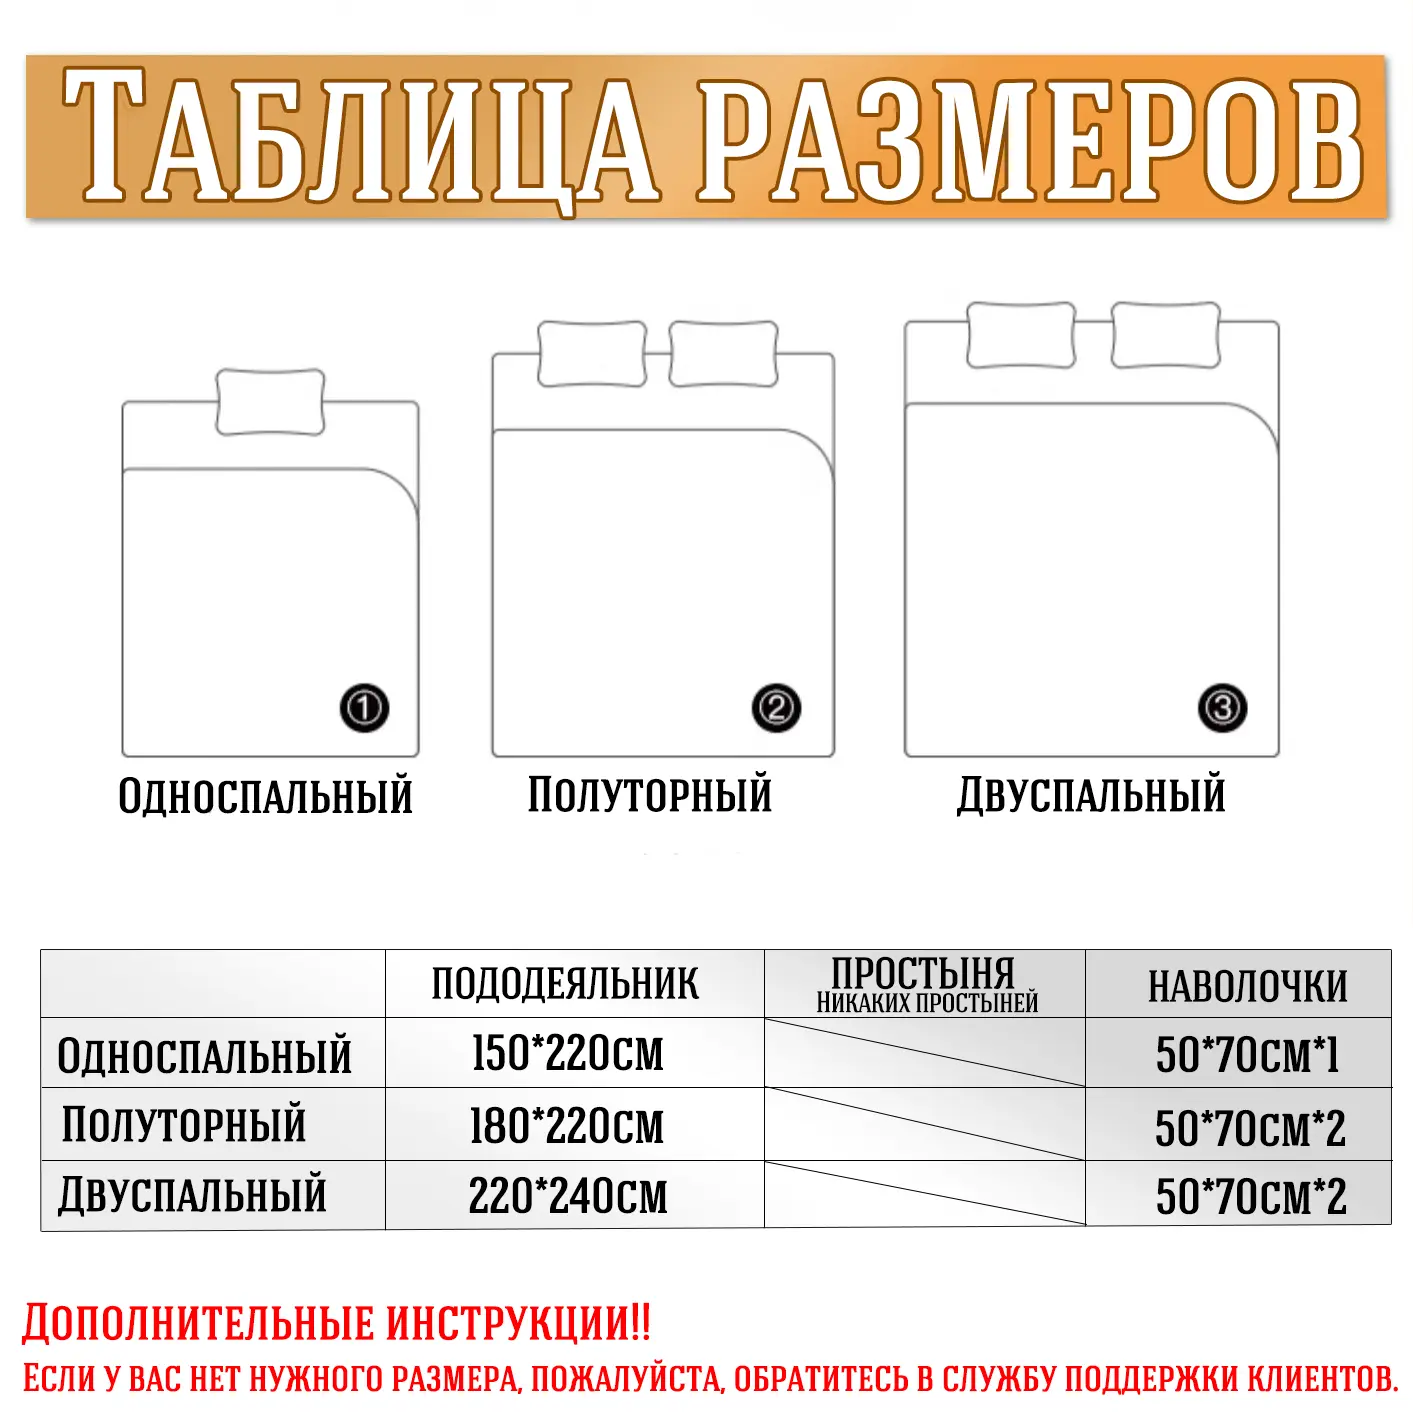 Таблица размеров
1
2
3
Односпальный
Полуторный
Двуспальный
пододеяльник
простыня
наволочки
Никаких простыней
Односпальный
150*220см
50*70см*1
Полуторный
180*220см
50*70см*2
Двуспальный
220*240см
50*70см*2
Дополнительные инструкции!!
Если у вас нет нужного размера, пожалуйста, обратитесь в службу поддержки клиентов.